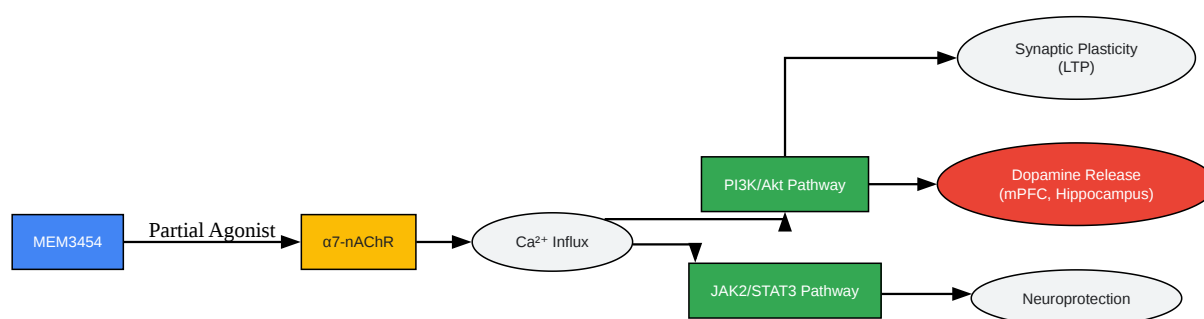 MEM3454
Partial Agonist
α7-nAChR
Ca²⁺ Influx
PI3K/Akt Pathway
JAK2/STAT3 Pathway
Synaptic Plasticity
(LTP)
Dopamine Release
(mPFC, Hippocampus)
Neuroprotection